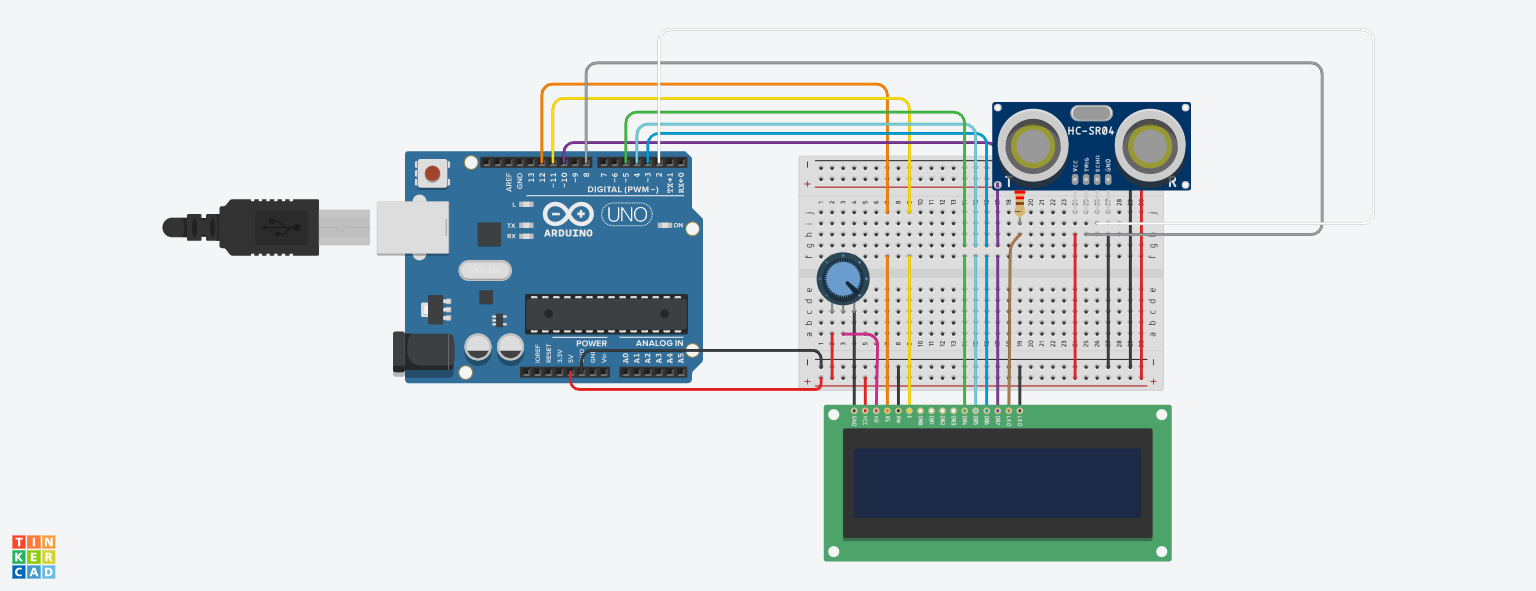 HC-SR04
VCC
TRIG
ECHO
GND
T
R
AREF
GND
13
12
~11
~10
~9
8
7
~6
~5
4
~3
2
TX→1
RX←0
DIGITAL (PWM~)
L
TX
RX
UNO
ON
ARDUINO
POWER
ANALOG IN
IOREF
RESET
3.3V
5V
GND
Vin
A0
A1
A2
A3
A4
A5
GND
VCC
V0
RS
RW
E
DB0
DB1
DB2
DB3
DB4
DB5
DB6
DB7
LED
LED
TIN
KER
CAD